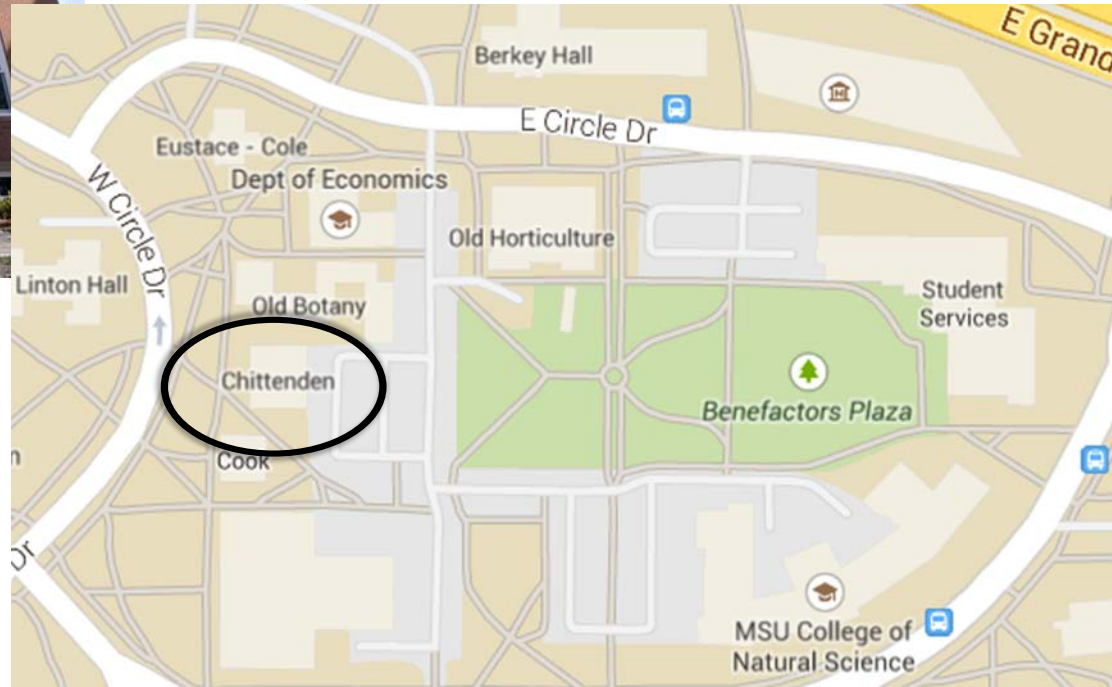 E Grand
Berkey Hall
E Circle Dr
Eustace - Cole
Dept of Economics
W Circle Dr
Old Horticulture
Linton Hall
Old Botany
Student
Services
Chittenden
Benefactors Plaza
Cook
Dr
MSU College of
Natural Science